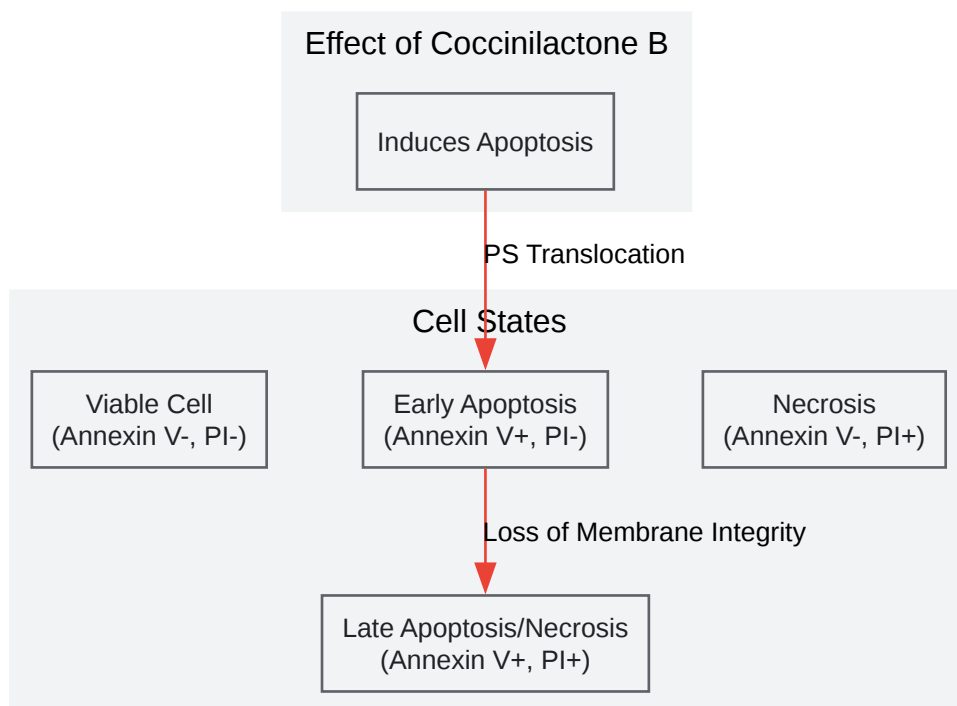 Effect of Coccinilactone B
Induces Apoptosis
PS Translocation
Cell States
Viable Cell
(Annexin V-, PI-)
Early Apoptosis
(Annexin V+, PI-)
Necrosis
(Annexin V-, PI+)
Loss of Membrane Integrity
Late Apoptosis/Necrosis
(Annexin V+, PI+)